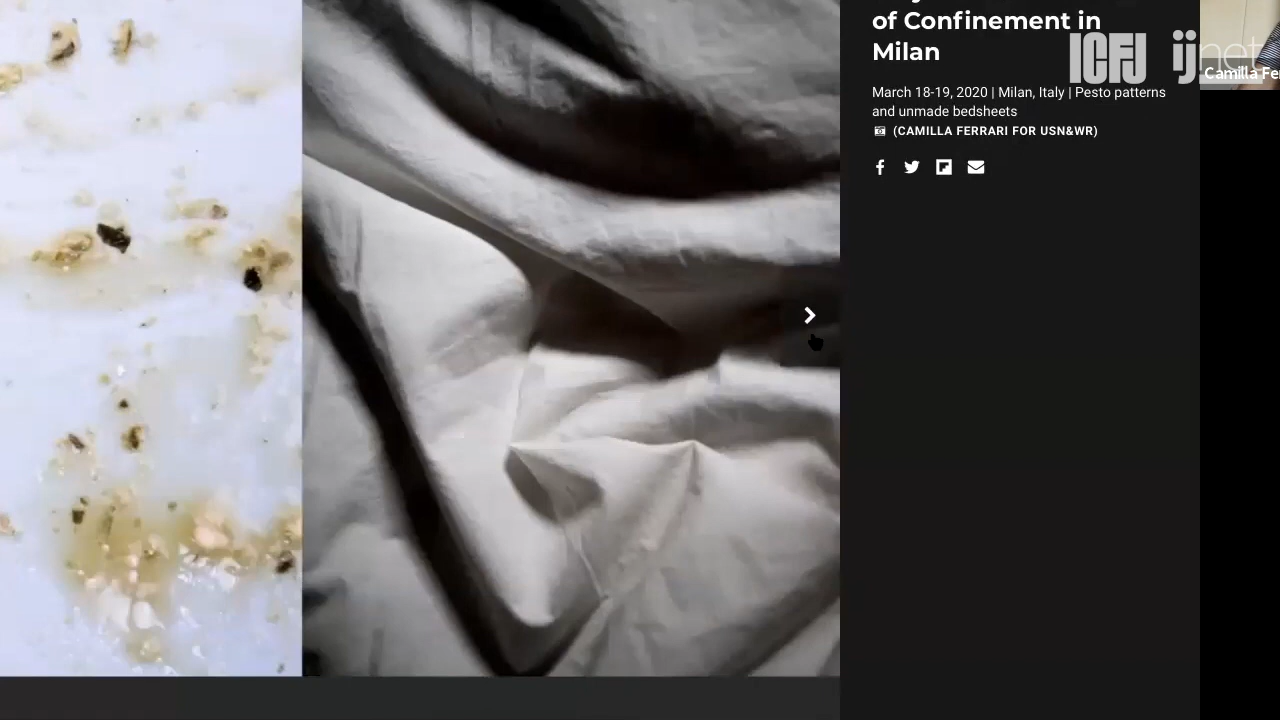 of Confinement in
Milan
ICFJ ijnet
Camilla Fe
March 18-19, 2020 | Milan, Italy | Pesto patterns
and unmade bedsheets
(CAMILLA FERRARI FOR USN&WR)